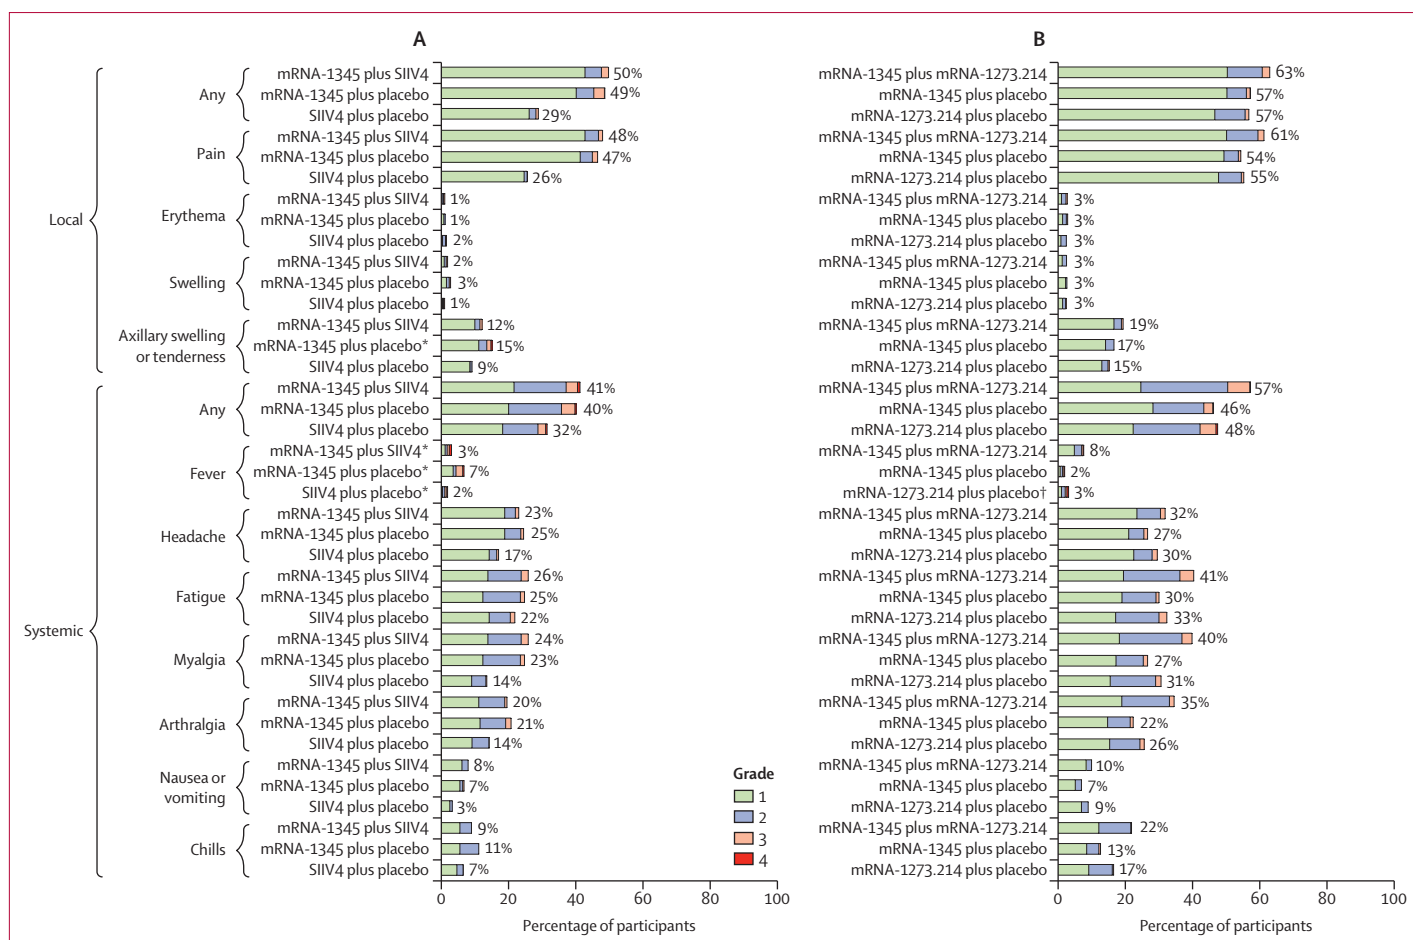 A
B
Local
Any
mRNA-1345 plus SIIV4 50%
mRNA-1345 plus placebo 49%
SIIV4 plus placebo 29%
mRNA-1345 plus mRNA-1273.214 63%
mRNA-1345 plus placebo 57%
mRNA-1273.214 plus placebo 57%
Pain
mRNA-1345 plus SIIV4 48%
mRNA-1345 plus placebo 47%
SIIV4 plus placebo 26%
mRNA-1345 plus mRNA-1273.214 61%
mRNA-1345 plus placebo 54%
mRNA-1273.214 plus placebo 55%
Erythema
mRNA-1345 plus SIIV4 1%
mRNA-1345 plus placebo 1%
SIIV4 plus placebo 2%
mRNA-1345 plus mRNA-1273.214 3%
mRNA-1345 plus placebo 3%
mRNA-1273.214 plus placebo 3%
Swelling
mRNA-1345 plus SIIV4 2%
mRNA-1345 plus placebo 3%
SIIV4 plus placebo 1%
mRNA-1345 plus mRNA-1273.214 3%
mRNA-1345 plus placebo 3%
mRNA-1273.214 plus placebo 3%
Axillary swelling
or tenderness
mRNA-1345 plus SIIV4 12%
mRNA-1345 plus placebo* 15%
SIIV4 plus placebo 9%
mRNA-1345 plus mRNA-1273.214 19%
mRNA-1345 plus placebo 17%
mRNA-1273.214 plus placebo 15%
Systemic
Any
mRNA-1345 plus SIIV4 41%
mRNA-1345 plus placebo 40%
SIIV4 plus placebo 32%
mRNA-1345 plus mRNA-1273.214 57%
mRNA-1345 plus placebo 46%
mRNA-1273.214 plus placebo 48%
Fever
mRNA-1345 plus SIIV4* 3%
mRNA-1345 plus placebo* 7%
SIIV4 plus placebo* 2%
mRNA-1345 plus mRNA-1273.214 8%
mRNA-1345 plus placebo 2%
mRNA-1273.214 plus placebo† 3%
Headache
mRNA-1345 plus SIIV4 23%
mRNA-1345 plus placebo 25%
SIIV4 plus placebo 17%
mRNA-1345 plus mRNA-1273.214 32%
mRNA-1345 plus placebo 27%
mRNA-1273.214 plus placebo 30%
Fatigue
mRNA-1345 plus SIIV4 26%
mRNA-1345 plus placebo 25%
SIIV4 plus placebo 22%
mRNA-1345 plus mRNA-1273.214 41%
mRNA-1345 plus placebo 30%
mRNA-1273.214 plus placebo 33%
Myalgia
mRNA-1345 plus SIIV4 24%
mRNA-1345 plus placebo 23%
SIIV4 plus placebo 14%
mRNA-1345 plus mRNA-1273.214 40%
mRNA-1345 plus placebo 27%
mRNA-1273.214 plus placebo 31%
Arthralgia
mRNA-1345 plus SIIV4 20%
mRNA-1345 plus placebo 21%
SIIV4 plus placebo 14%
mRNA-1345 plus mRNA-1273.214 35%
mRNA-1345 plus placebo 22%
mRNA-1273.214 plus placebo 26%
Nausea or
vomiting
mRNA-1345 plus SIIV4 8%
mRNA-1345 plus placebo 7%
SIIV4 plus placebo 3%
mRNA-1345 plus mRNA-1273.214 10%
mRNA-1345 plus placebo 7%
mRNA-1273.214 plus placebo 9%
Chills
mRNA-1345 plus SIIV4 9%
mRNA-1345 plus placebo 11%
SIIV4 plus placebo 7%
mRNA-1345 plus mRNA-1273.214 22%
mRNA-1345 plus placebo 13%
mRNA-1273.214 plus placebo 17%
Grade
1
2
3
4
0 20 40 60 80 100
Percentage of participants
0 20 40 60 80 100
Percentage of participants